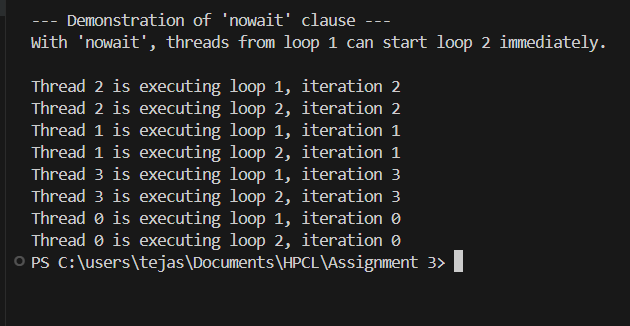 --- Demonstration of 'nowait' clause ---
With 'nowait', threads from loop 1 can start loop 2 immediately.
Thread 2 is executing loop 1, iteration 2
Thread 2 is executing loop 2, iteration 2
Thread 1 is executing loop 1, iteration 1
Thread 1 is executing loop 2, iteration 1
Thread 3 is executing loop 1, iteration 3
Thread 3 is executing loop 2, iteration 3
Thread 0 is executing loop 1, iteration 0
Thread 0 is executing loop 2, iteration 0
PS C:\users\tejas\Documents\HPCL\Assignment 3>